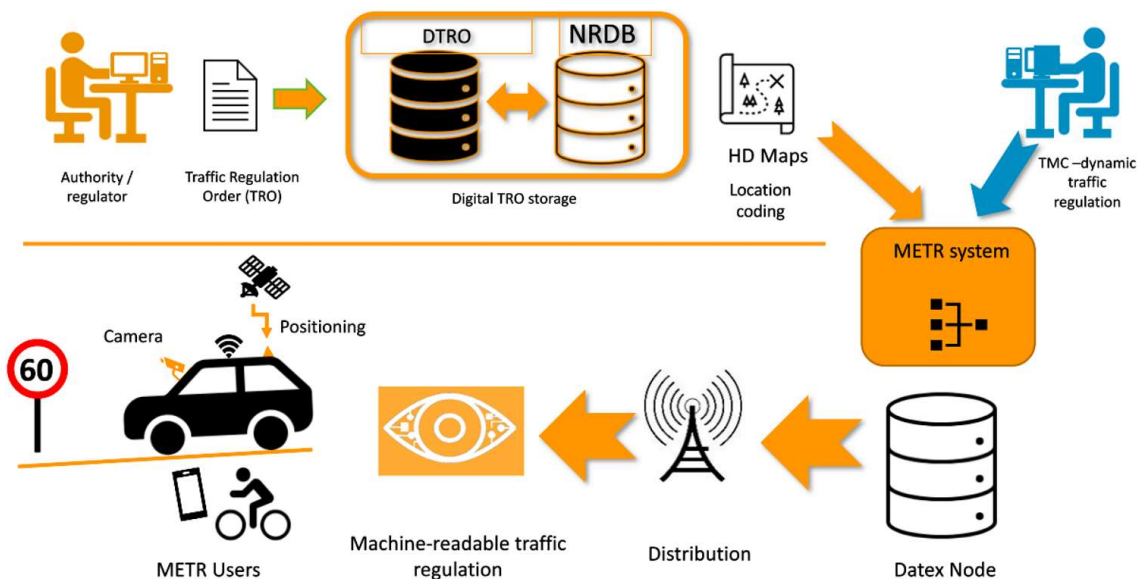 DTRO
NRDB
Authority /
regulator
Traffic Regulation
Order (TRO)
Digital TRO storage
HD Maps
Location
coding
TMC –dynamic
traffic
regulation
METR system
Positioning
Camera
60
METR Users
Machine-readable traffic
regulation
Distribution
Datex Node